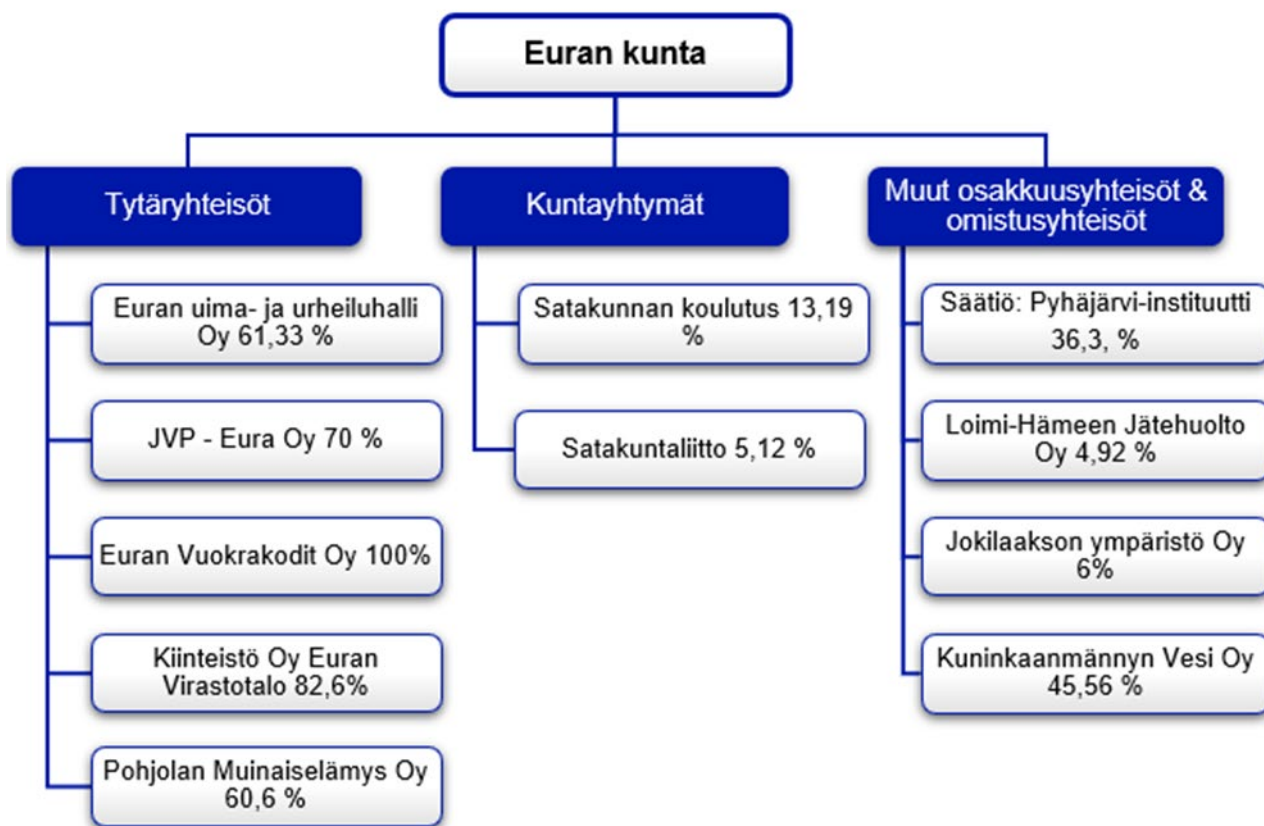 Euran kunta
Tytäryhteisöt
Euran uima- ja urheiluhalli
Oy 61,33 %
JVP - Eura Oy 70 %
Euran Vuokrakodit Oy 100%
Kiinteistö Oy Euran
Virastotalo 82,6%
Pohjolan Muinaiselämys Oy
60,6 %
Kuntayhtymät
Satakunnan koulutus 13,19
%
Satakuntaliitto 5,12 %
Muut osakkuusyhteisöt &
omistusyhteisöt
Säätiö: Pyhäjärvi-instituutti
36,3, %
Loimi-Hämeen Jätehuolto
Oy 4,92 %
Jokilaakson ympäristö Oy
6%
Kuninkaanmännyn Vesi Oy
45,56 %